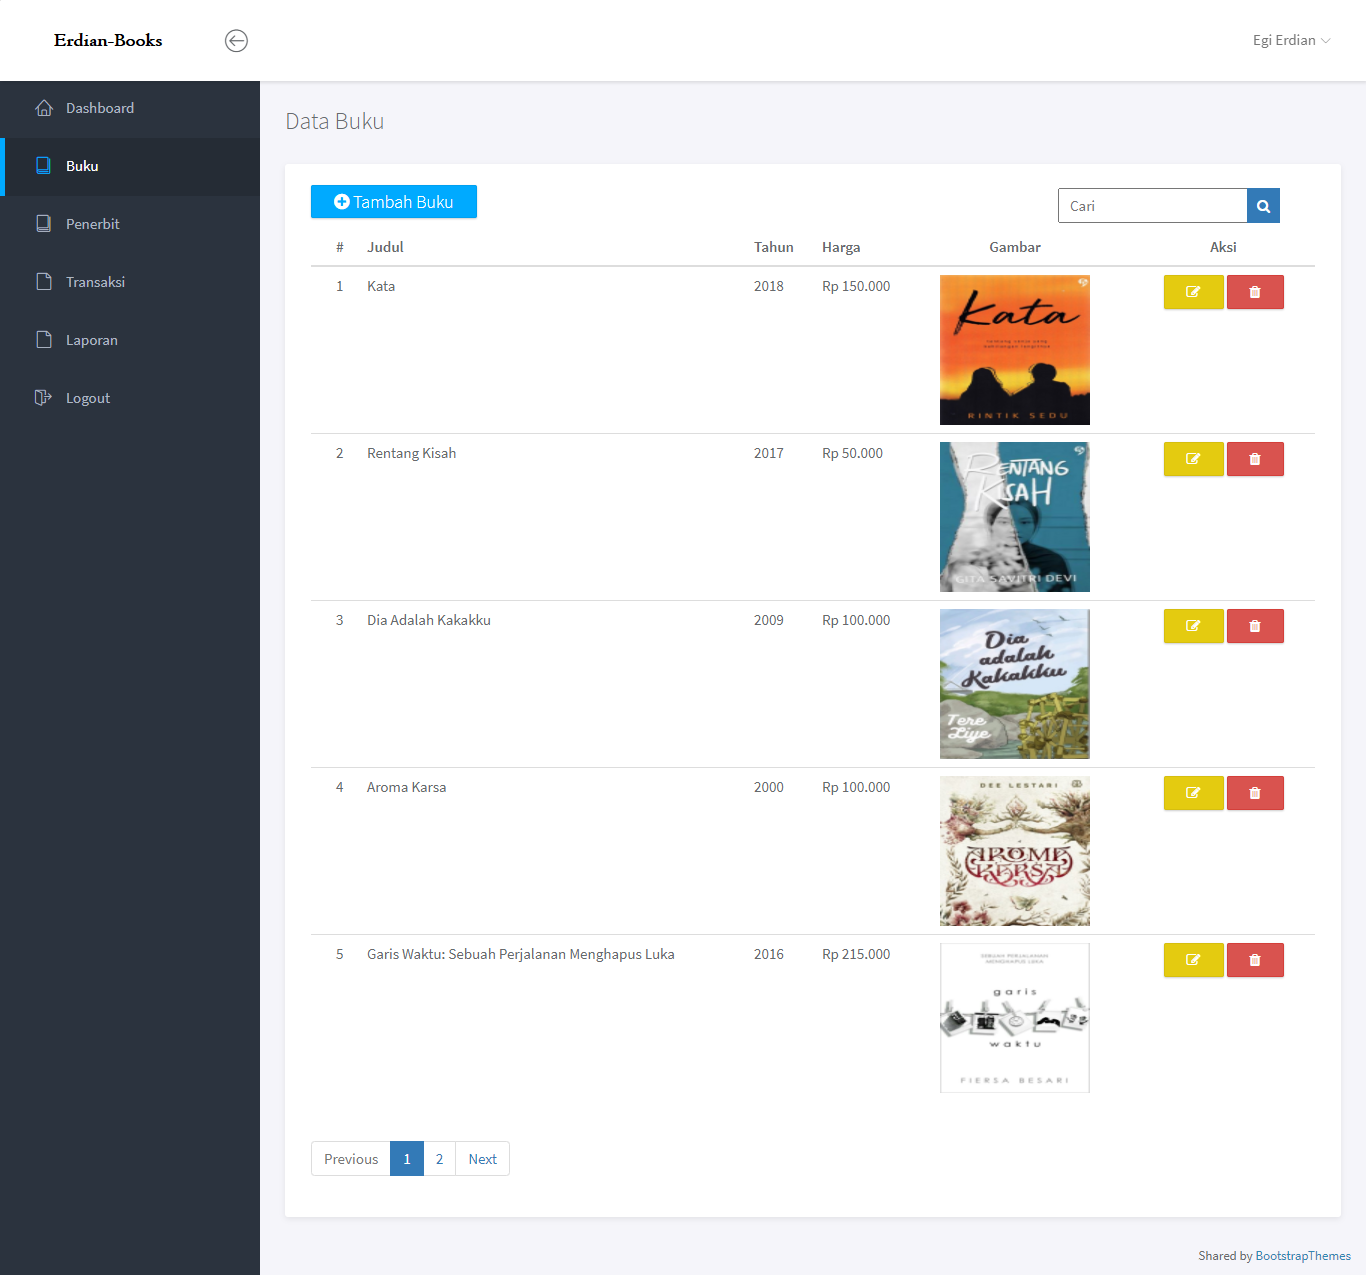 Erdian-Books
Egi Erdian
Dashboard
Buku
Penerbit
Transaksi
Laporan
Logout
Data Buku
Tambah Buku
Cari
# Judul Tahun Harga Gambar Aksi
1 Kata 2018 Rp 150.000
Kata
RINTIK SEDU
2 Rentang Kisah 2017 Rp 50.000
RENTANG
KISAH
GITA SAVITRI DEVI
3 Dia Adalah Kakakku 2009 Rp 100.000
Dia
adalah
Kakakku
Tere
Liye
4 Aroma Karsa 2000 Rp 100.000
DEE LESTARI
AROMA
KARSA
5 Garis Waktu: Sebuah Perjalanan Menghapus Luka 2016 Rp 215.000
SEBUAH PERJALANAN
MENGHAPUS LUKA
garis
waktu
FIERSA BESARI
Previous 1 2 Next
Shared by BootstrapThemes